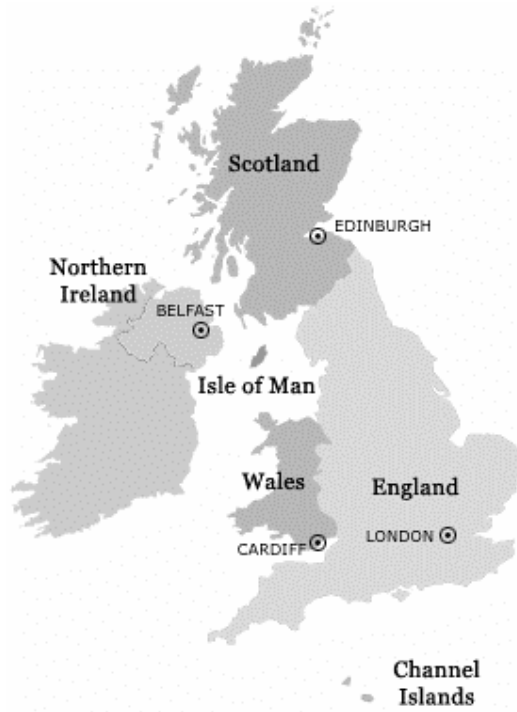 Scotland
EDINBURGH
Northern
Ireland
BELFAST
Isle of Man
Wales
England
CARDIFF
LONDON
Channel
Islands